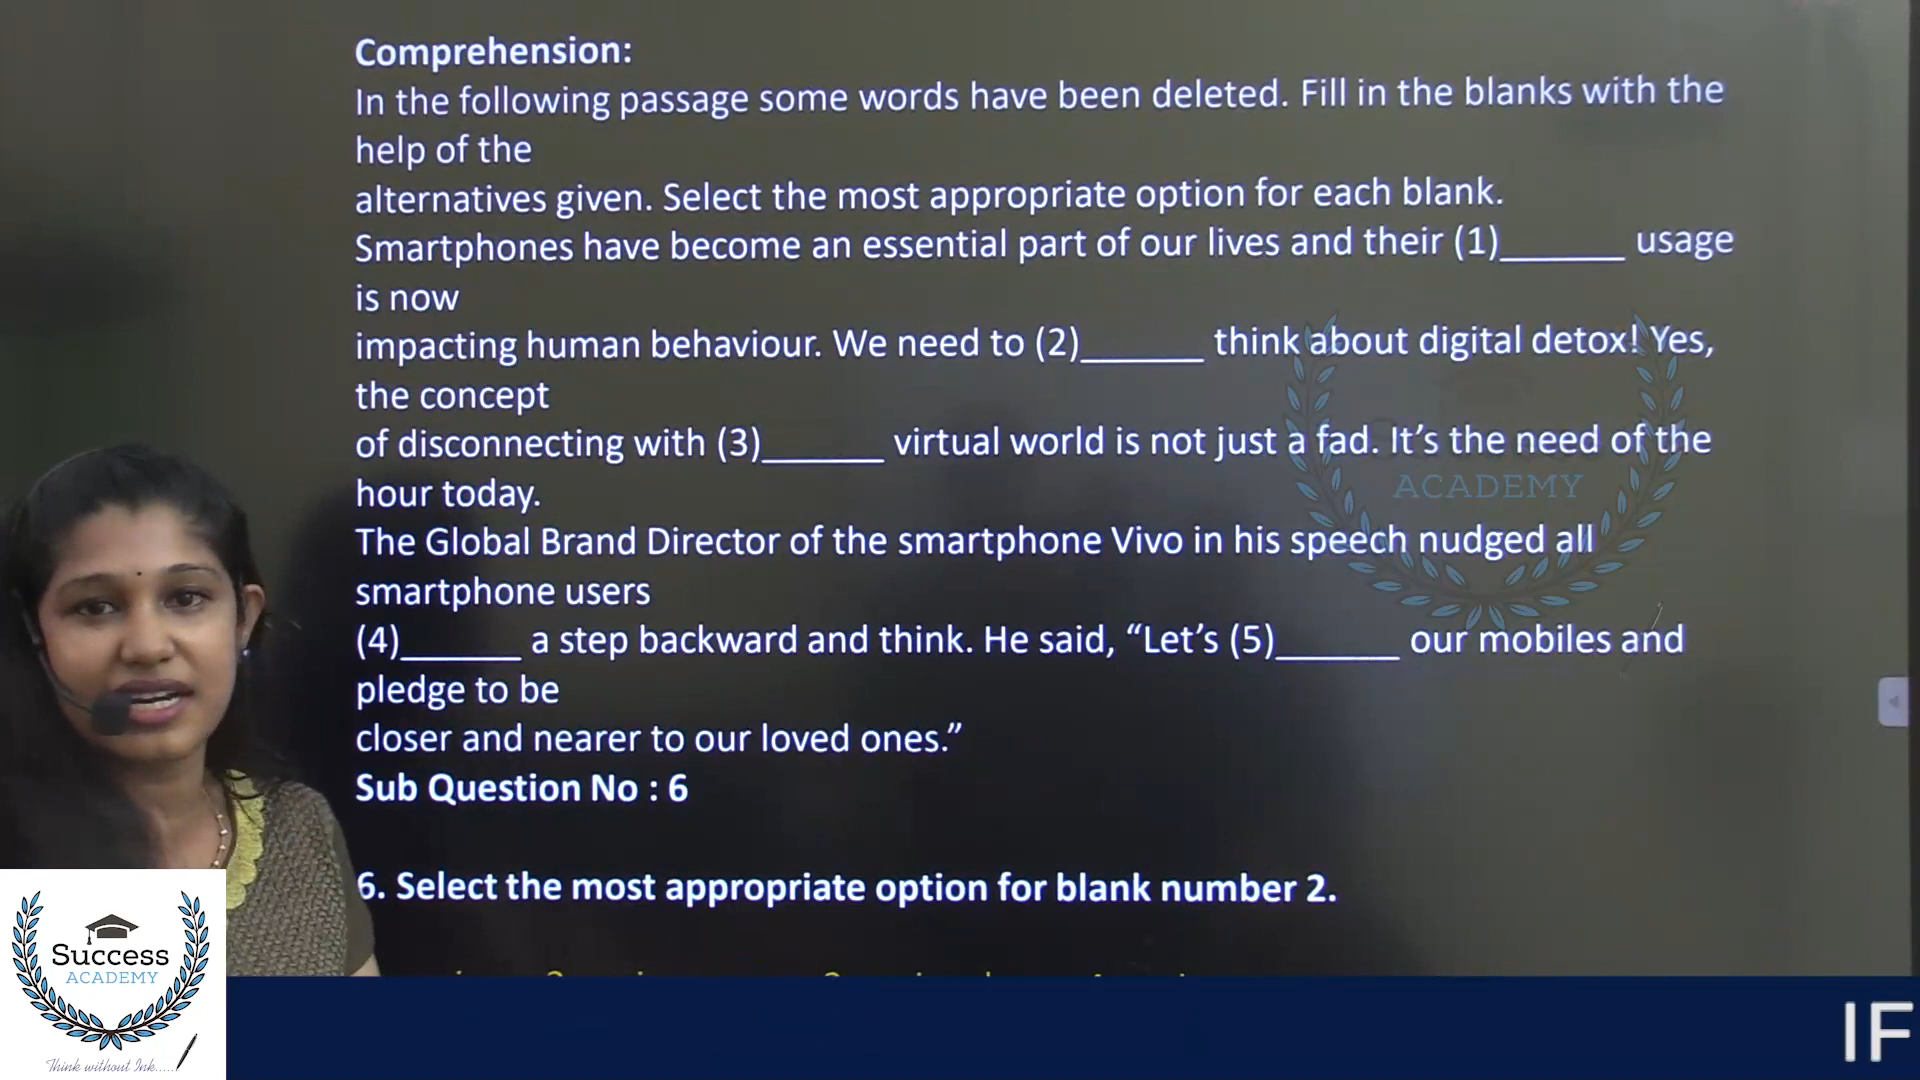 Comprehension:
In the following passage some words have been deleted. Fill in the blanks with the
help of the
alternatives given. Select the most appropriate option for each blank.
Smartphones have become an essential part of our lives and their (1)______ usage
is now
impacting human behaviour. We need to (2)______ think about digital detox! Yes,
the concept
of disconnecting with (3)______ virtual world is not just a fad. It’s the need of the
hour today.
ACADEMY
The Global Brand Director of the smartphone Vivo in his speech nudged all
smartphone users
(4)______ a step backward and think. He said, “Let’s (5)______ our mobiles and
pledge to be
closer and nearer to our loved ones.”
Sub Question No : 6
6. Select the most appropriate option for blank number 2.
Success
ACADEMY
Think without Ink.....
IF